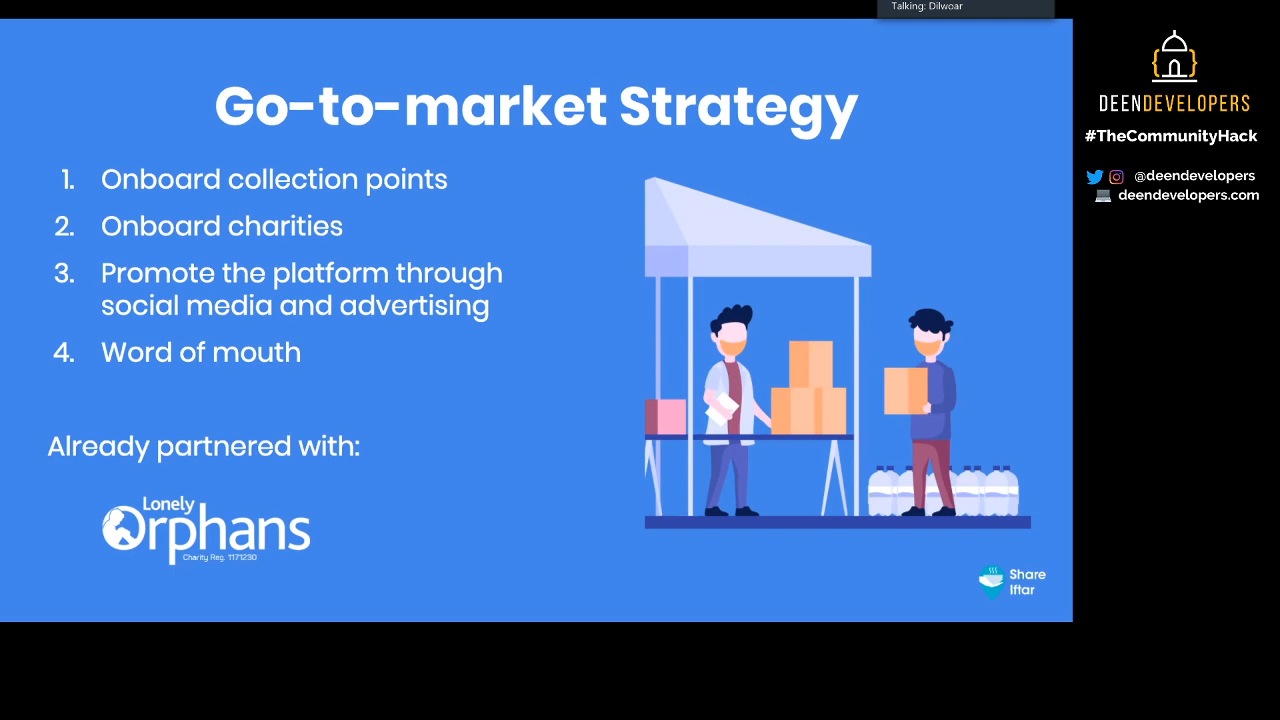 Talking: Dilwoar
Go-to-market Strategy
1. Onboard collection points
2. Onboard charities
3. Promote the platform through
social media and advertising
4. Word of mouth
Already partnered with:
Lonely
Orphans
Charity Reg. 1171230
Share
Iftar
DEENDEVELOPERS
#TheCommunityHack
@deendevelopers
deendevelopers.com